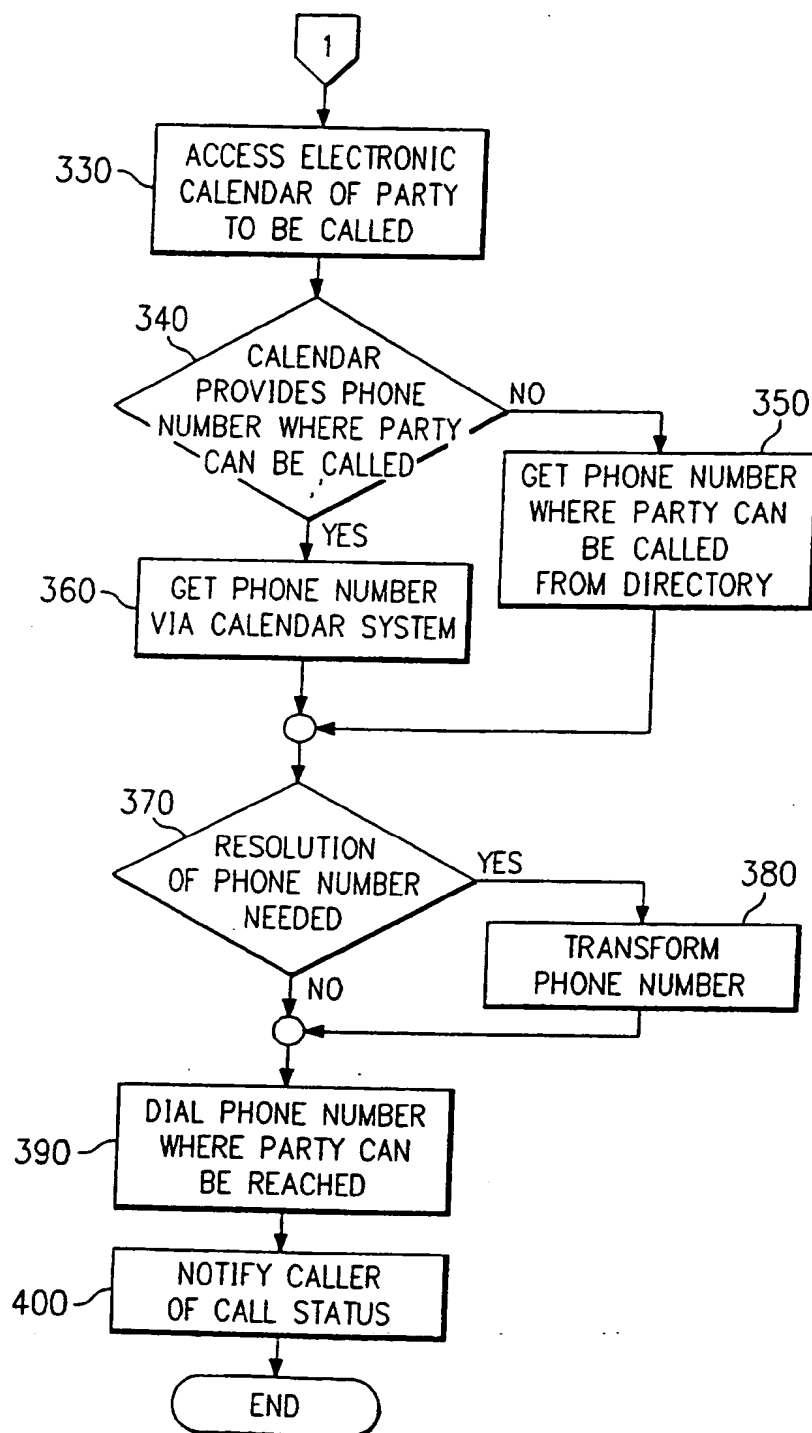 1
330
ACCESS ELECTRONIC
CALENDAR OF PARTY
TO BE CALLED
340
CALENDAR
PROVIDES PHONE
NUMBER WHERE PARTY
CAN BE CALLED
NO
YES
350
GET PHONE NUMBER
WHERE PARTY CAN
BE CALLED
FROM DIRECTORY
360
GET PHONE NUMBER
VIA CALENDAR SYSTEM
370
RESOLUTION
OF PHONE NUMBER
NEEDED
YES
NO
380
TRANSFORM
PHONE NUMBER
390
DIAL PHONE NUMBER
WHERE PARTY CAN
BE REACHED
400
NOTIFY CALLER
OF CALL STATUS
END